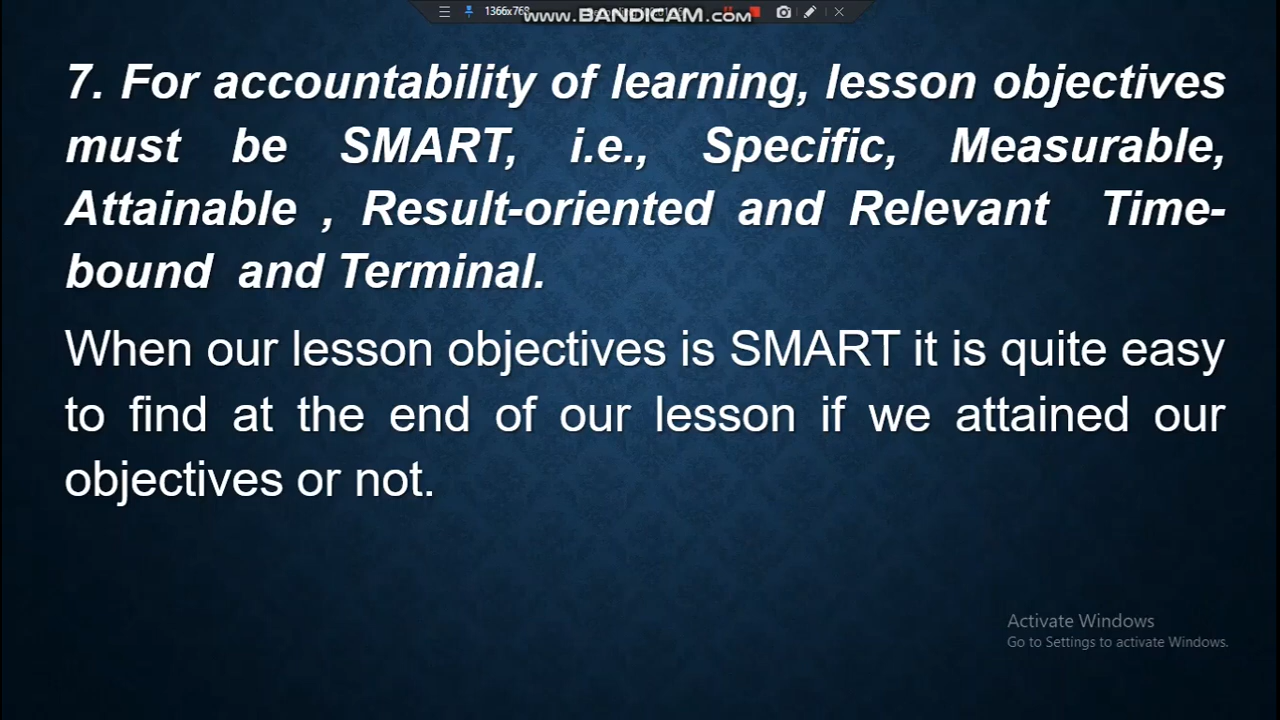 1366x768
www.BANDICAM.com
7. For accountability of learning, lesson objectives
must be SMART, i.e., Specific, Measurable,
Attainable , Result-oriented and Relevant Time-
bound and Terminal.
When our lesson objectives is SMART it is quite easy
to find at the end of our lesson if we attained our
objectives or not.
Activate Windows
Go to Settings to activate Windows.